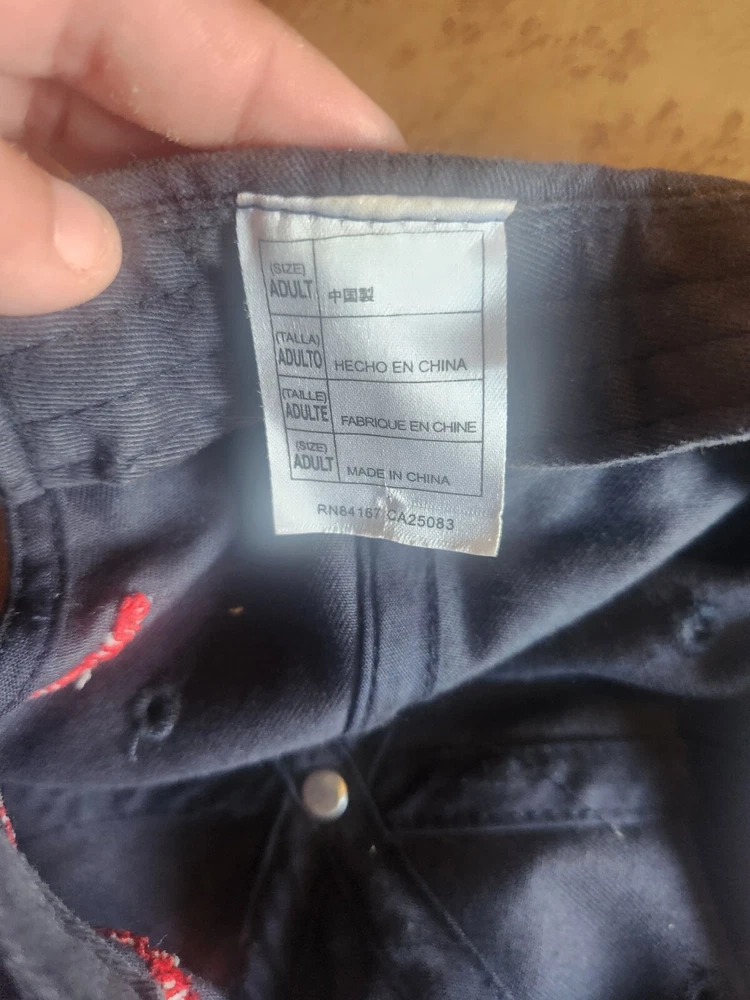 (SIZE)
ADULT
中国製
(TALLA)
ADULTO
HECHO EN CHINA
(TAILLE)
ADULTE
FABRIQUE EN CHINE
(SIZE)
ADULT
MADE IN CHINA
RN84167 CA25083